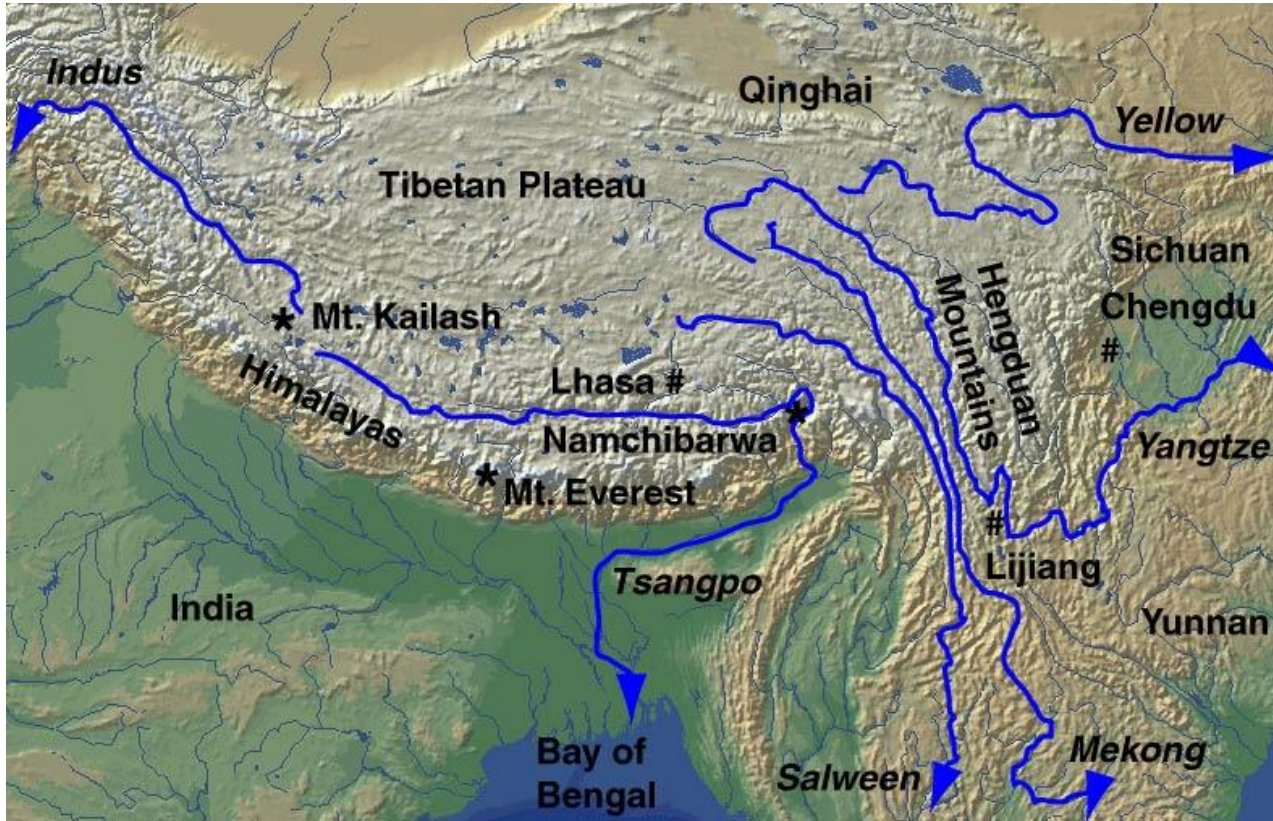 Indus
Qinghai
Yellow
Tibetan Plateau
Sichuan
Hengduan
Mountains
Chengdu
#
* Mt. Kailash
Himalayas
Lhasa #
*
Namchibarwa
Yangtze
* Mt. Everest
#
Lijiang
Tsangpo
India
Yunnan
Bay of
Bengal
Salween
Mekong